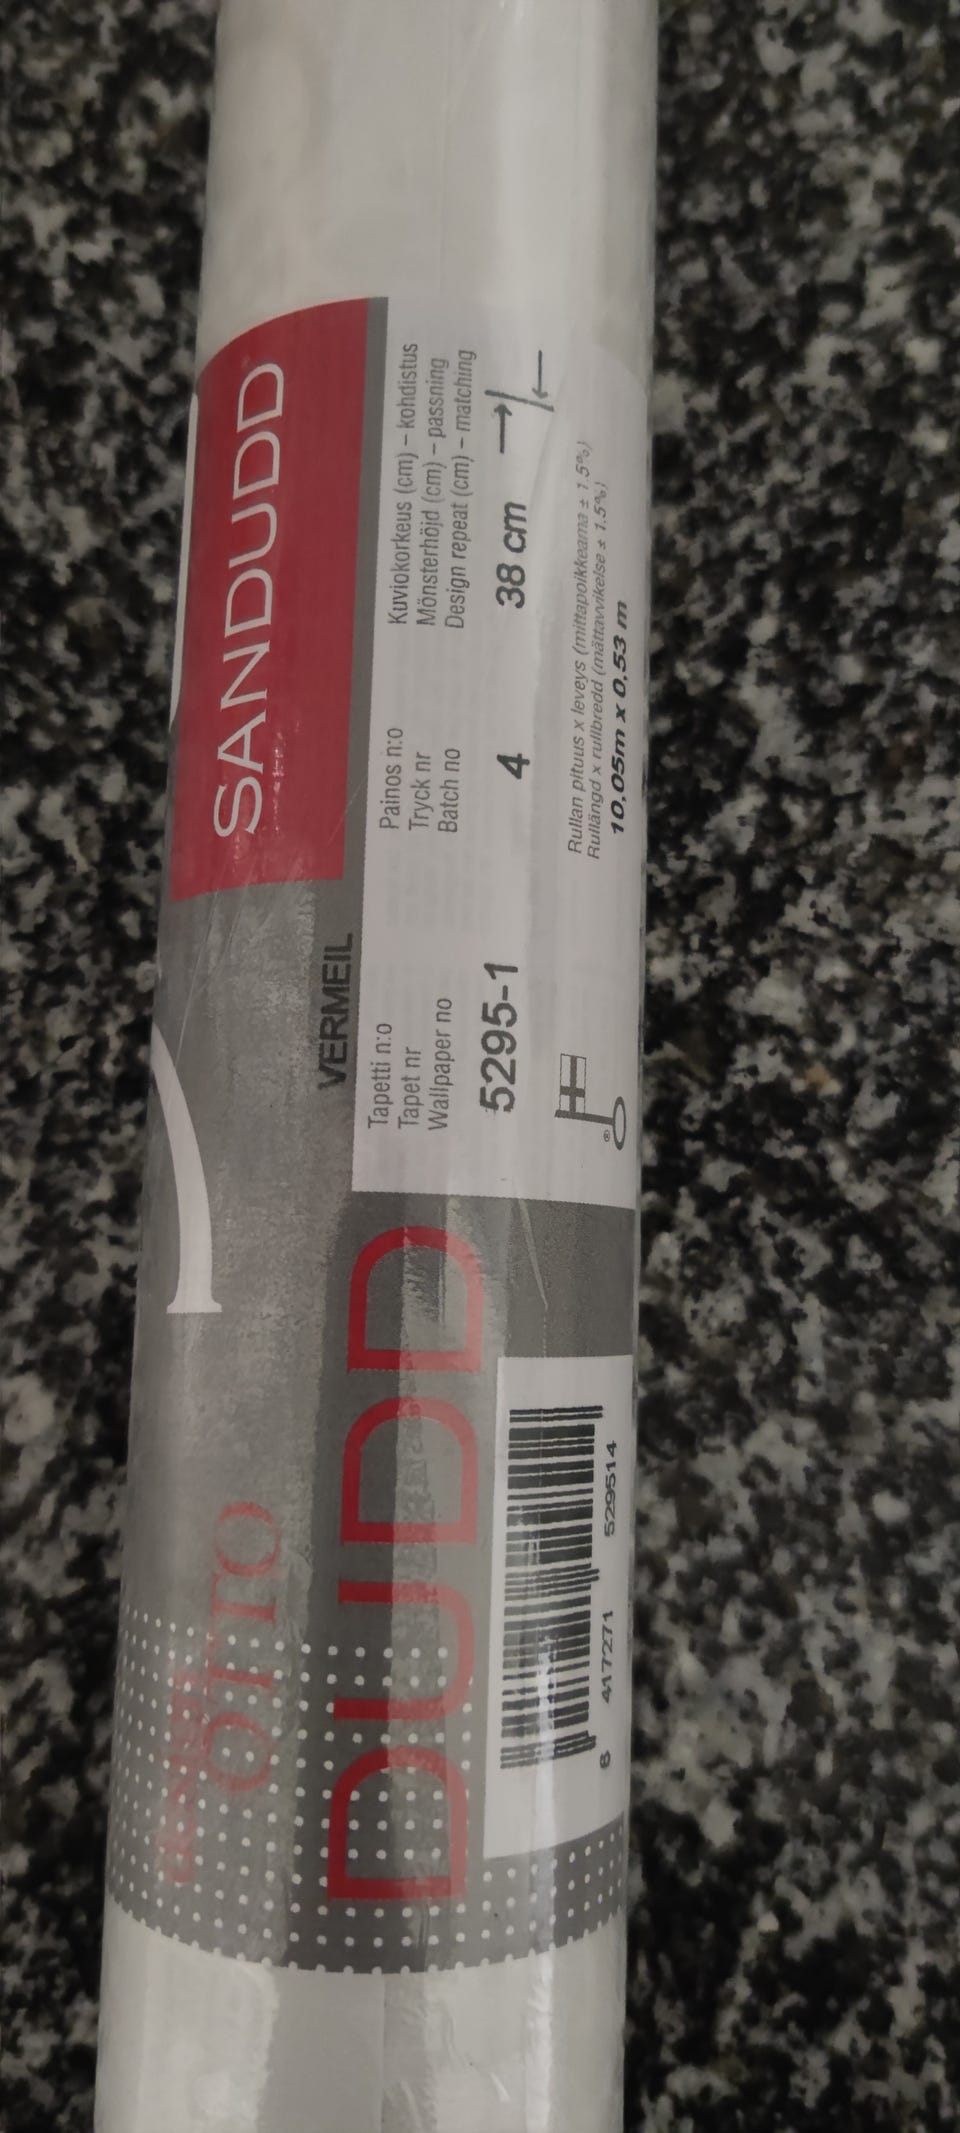 SANDUDD
OTTO
VERMEIL
DUDD
Tapetti n:o
Tapet nr
Wallpaper no
5295-1
Painos n:o
Tryck nr
Batch no
4
Kuviokorkeus (cm) – kohdistus
Mönsterhöjd (cm) – passning
Design repeat (cm) – matching
38 cm
®
Rullan pituus x leveys (mittapoikkeama ± 1.5%)
Rullängd x rullbredd (måttavvikelse ± 1.5%)
10,05m x 0,53 m
6 417271 529514